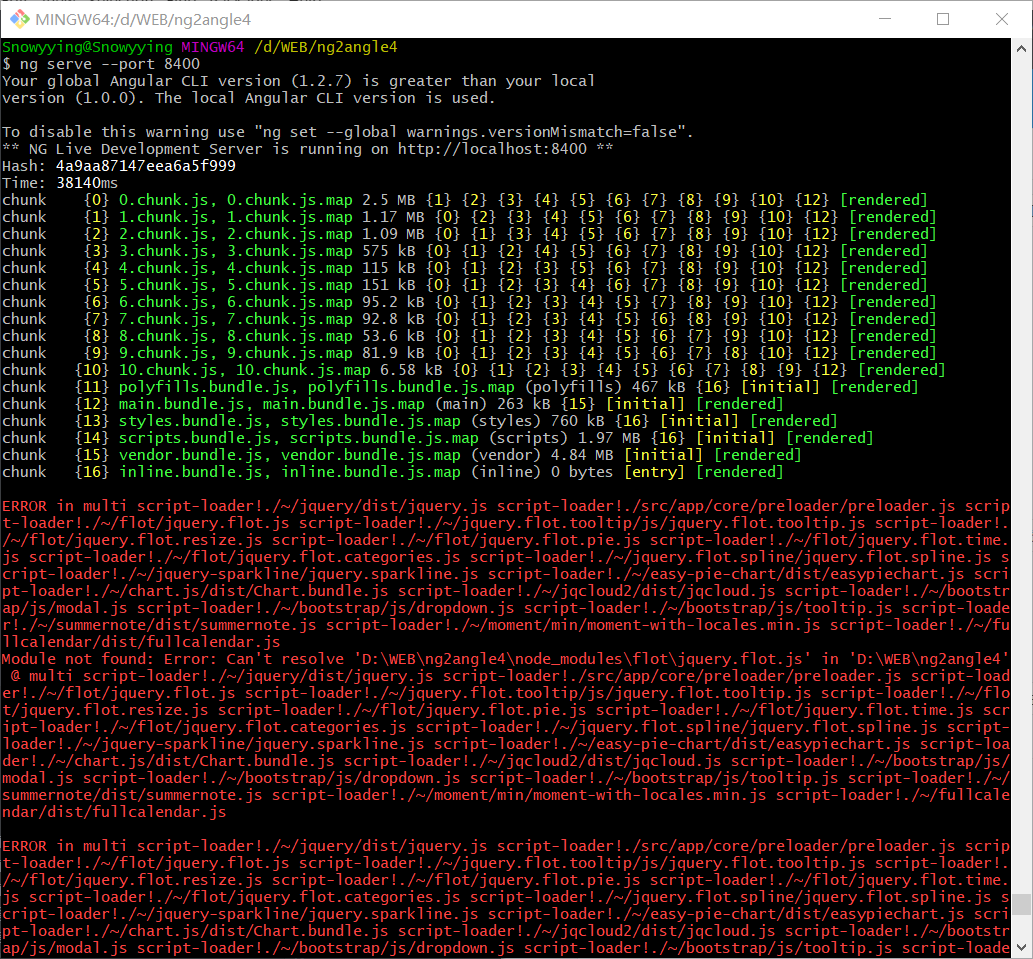 MINGW64:/d/WEB/ng2angle4
Snowyying@Snowyying MINGW64 /d/WEB/ng2angle4
$ ng serve --port 8400
Your global Angular CLI version (1.2.7) is greater than your local
version (1.0.0). The local Angular CLI version is used.
To disable this warning use "ng set --global warnings.versionMismatch=false".
** NG Live Development Server is running on http://localhost:8400 **
Hash: 4a9aa87147eea6a5f999
Time: 38140ms
chunk    {0} 0.chunk.js, 0.chunk.js.map 2.5 MB {1} {2} {3} {4} {5} {6} {7} {8} {9} {10} {12} [rendered]
chunk    {1} 1.chunk.js, 1.chunk.js.map 1.17 MB {0} {2} {3} {4} {5} {6} {7} {8} {9} {10} {12} [rendered]
chunk    {2} 2.chunk.js, 2.chunk.js.map 1.09 MB {0} {1} {3} {4} {5} {6} {7} {8} {9} {10} {12} [rendered]
chunk    {3} 3.chunk.js, 3.chunk.js.map 575 kB {0} {1} {2} {4} {5} {6} {7} {8} {9} {10} {12} [rendered]
chunk    {4} 4.chunk.js, 4.chunk.js.map 115 kB {0} {1} {2} {3} {5} {6} {7} {8} {9} {10} {12} [rendered]
chunk    {5} 5.chunk.js, 5.chunk.js.map 151 kB {0} {1} {2} {3} {4} {6} {7} {8} {9} {10} {12} [rendered]
chunk    {6} 6.chunk.js, 6.chunk.js.map 95.2 kB {0} {1} {2} {3} {4} {5} {7} {8} {9} {10} {12} [rendered]
chunk    {7} 7.chunk.js, 7.chunk.js.map 92.8 kB {0} {1} {2} {3} {4} {5} {6} {8} {9} {10} {12} [rendered]
chunk    {8} 8.chunk.js, 8.chunk.js.map 53.6 kB {0} {1} {2} {3} {4} {5} {6} {7} {9} {10} {12} [rendered]
chunk    {9} 9.chunk.js, 9.chunk.js.map 81.9 kB {0} {1} {2} {3} {4} {5} {6} {7} {8} {10} {12} [rendered]
chunk   {10} 10.chunk.js, 10.chunk.js.map 6.58 kB {0} {1} {2} {3} {4} {5} {6} {7} {8} {9} {12} [rendered]
chunk   {11} polyfills.bundle.js, polyfills.bundle.js.map (polyfills) 467 kB {16} [initial] [rendered]
chunk   {12} main.bundle.js, main.bundle.js.map (main) 263 kB {15} [initial] [rendered]
chunk   {13} styles.bundle.js, styles.bundle.js.map (styles) 760 kB {16} [initial] [rendered]
chunk   {14} scripts.bundle.js, scripts.bundle.js.map (scripts) 1.97 MB {16} [initial] [rendered]
chunk   {15} vendor.bundle.js, vendor.bundle.js.map (vendor) 4.84 MB [initial] [rendered]
chunk   {16} inline.bundle.js, inline.bundle.js.map (inline) 0 bytes [entry] [rendered]
ERROR in multi script-loader!./~/jquery/dist/jquery.js script-loader!./src/app/core/preloader/preloader.js scrip
t-loader!./~/flot/jquery.flot.js script-loader!./~/jquery.flot.tooltip/js/jquery.flot.tooltip.js script-loader!.
/~/flot/jquery.flot.resize.js script-loader!./~/flot/jquery.flot.pie.js script-loader!./~/flot/jquery.flot.time.
js script-loader!./~/flot/jquery.flot.categories.js script-loader!./~/jquery.flot.spline/jquery.flot.spline.js s
cript-loader!./~/jquery-sparkline/jquery.sparkline.js script-loader!./~/easy-pie-chart/dist/easypiechart.js scri
pt-loader!./~/chart.js/dist/Chart.bundle.js script-loader!./~/jqcloud2/dist/jqcloud.js script-loader!./~/bootstr
ap/js/modal.js script-loader!./~/bootstrap/js/dropdown.js script-loader!./~/bootstrap/js/tooltip.js script-loade
r!./~/summernote/dist/summernote.js script-loader!./~/moment/min/moment-with-locales.min.js script-loader!./~/fu
llcalendar/dist/fullcalendar.js
Module not found: Error: Can't resolve 'D:\WEB\ng2angle4\node_modules\flot\jquery.flot.js' in 'D:\WEB\ng2angle4'
 @ multi script-loader!./~/jquery/dist/jquery.js script-loader!./src/app/core/preloader/preloader.js script-load
er!./~/flot/jquery.flot.js script-loader!./~/jquery.flot.tooltip/js/jquery.flot.tooltip.js script-loader!./~/flo
t/jquery.flot.resize.js script-loader!./~/flot/jquery.flot.pie.js script-loader!./~/flot/jquery.flot.time.js scr
ipt-loader!./~/flot/jquery.flot.categories.js script-loader!./~/jquery.flot.spline/jquery.flot.spline.js script-
loader!./~/jquery-sparkline/jquery.sparkline.js script-loader!./~/easy-pie-chart/dist/easypiechart.js script-loa
der!./~/chart.js/dist/Chart.bundle.js script-loader!./~/jqcloud2/dist/jqcloud.js script-loader!./~/bootstrap/js/
modal.js script-loader!./~/bootstrap/js/dropdown.js script-loader!./~/bootstrap/js/tooltip.js script-loader!./~/
summernote/dist/summernote.js script-loader!./~/moment/min/moment-with-locales.min.js script-loader!./~/fullcale
ndar/dist/fullcalendar.js
ERROR in multi script-loader!./~/jquery/dist/jquery.js script-loader!./src/app/core/preloader/preloader.js scrip
t-loader!./~/flot/jquery.flot.js script-loader!./~/jquery.flot.tooltip/js/jquery.flot.tooltip.js script-loader!.
/~/flot/jquery.flot.resize.js script-loader!./~/flot/jquery.flot.pie.js script-loader!./~/flot/jquery.flot.time.
js script-loader!./~/flot/jquery.flot.categories.js script-loader!./~/jquery.flot.spline/jquery.flot.spline.js s
cript-loader!./~/jquery-sparkline/jquery.sparkline.js script-loader!./~/easy-pie-chart/dist/easypiechart.js scri
pt-loader!./~/chart.js/dist/Chart.bundle.js script-loader!./~/jqcloud2/dist/jqcloud.js script-loader!./~/bootstr
ap/js/modal.js script-loader!./~/bootstrap/js/dropdown.js script-loader!./~/bootstrap/js/tooltip.js script-loade